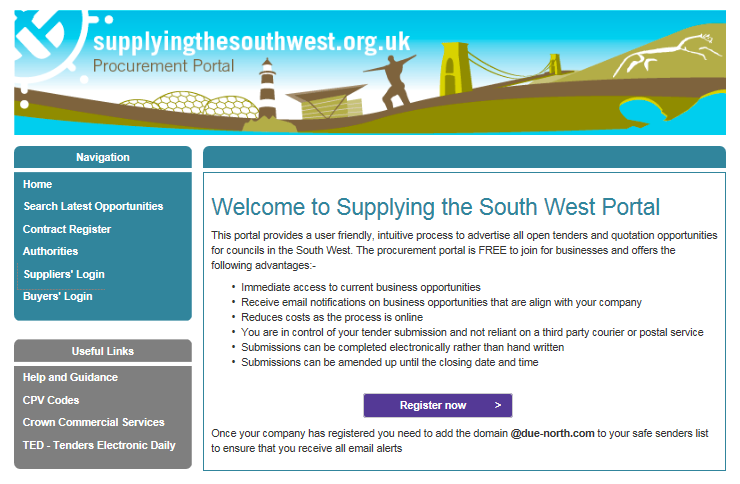 supplyingthesouthwest.org.uk
Procurement Portal
Navigation
Home
Search Latest Opportunities
Contract Register
Authorities
Suppliers' Login
Buyers' Login
Useful Links
Help and Guidance
CPV Codes
Crown Commercial Services
TED - Tenders Electronic Daily
Welcome to Supplying the South West Portal
This portal provides a user friendly, intuitive process to advertise all open tenders and quotation opportunities
for councils in the South West. The procurement portal is FREE to join for businesses and offers the
following advantages:-
• Immediate access to current business opportunities
• Receive email notifications on business opportunities that are align with your company
• Reduces costs as the process is online
• You are in control of your tender submission and not reliant on a third party courier or postal service
• Submissions can be completed electronically rather than hand written
• Submissions can be amended up until the closing date and time
Register now >
Once your company has registered you need to add the domain @due-north.com to your safe senders list
to ensure that you receive all email alerts